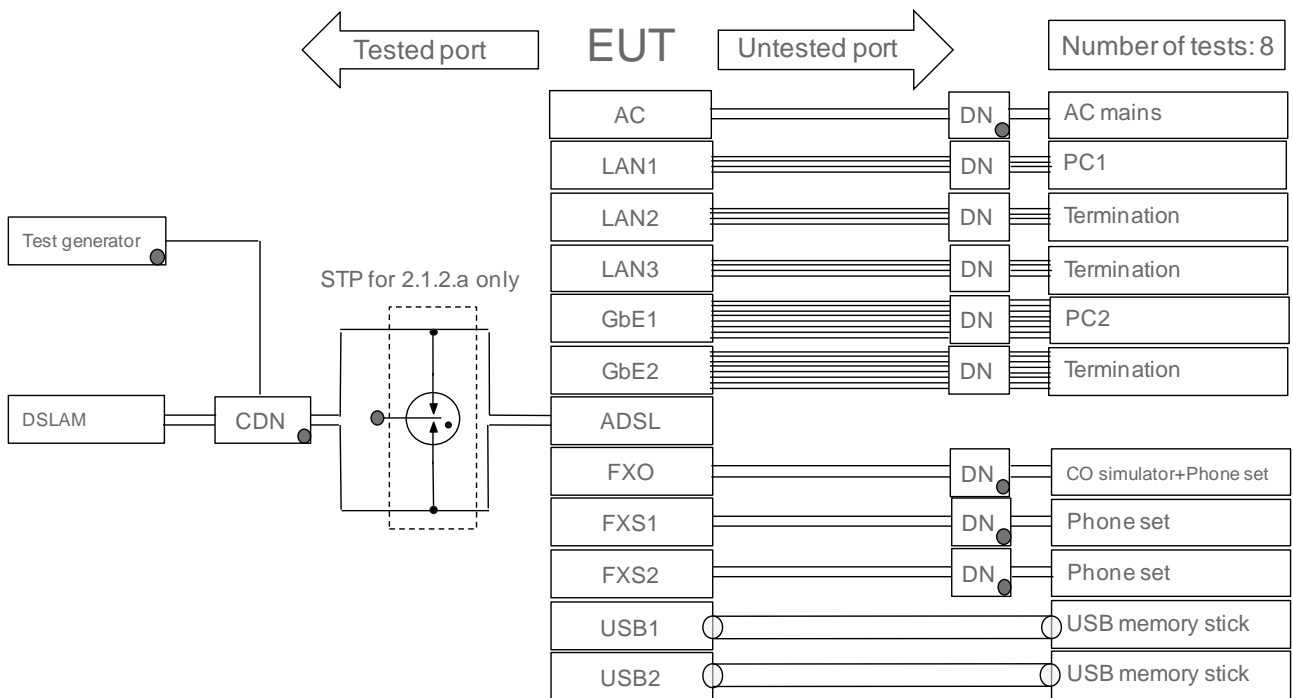 Tested port
EUT
Untested port
Number of tests: 8
AC
DN
AC mains
LAN1
DN
PC1
LAN2
DN
Termination
Test generator
LAN3
DN
Termination
STP for 2.1.2.a only
GbE1
DN
PC2
GbE2
DN
Termination
DSLAM
CDN
ADSL
FXO
DN
CO simulator+Phone set
FXS1
DN
Phone set
FXS2
DN
Phone set
USB1
USB memory stick
USB2
USB memory stick